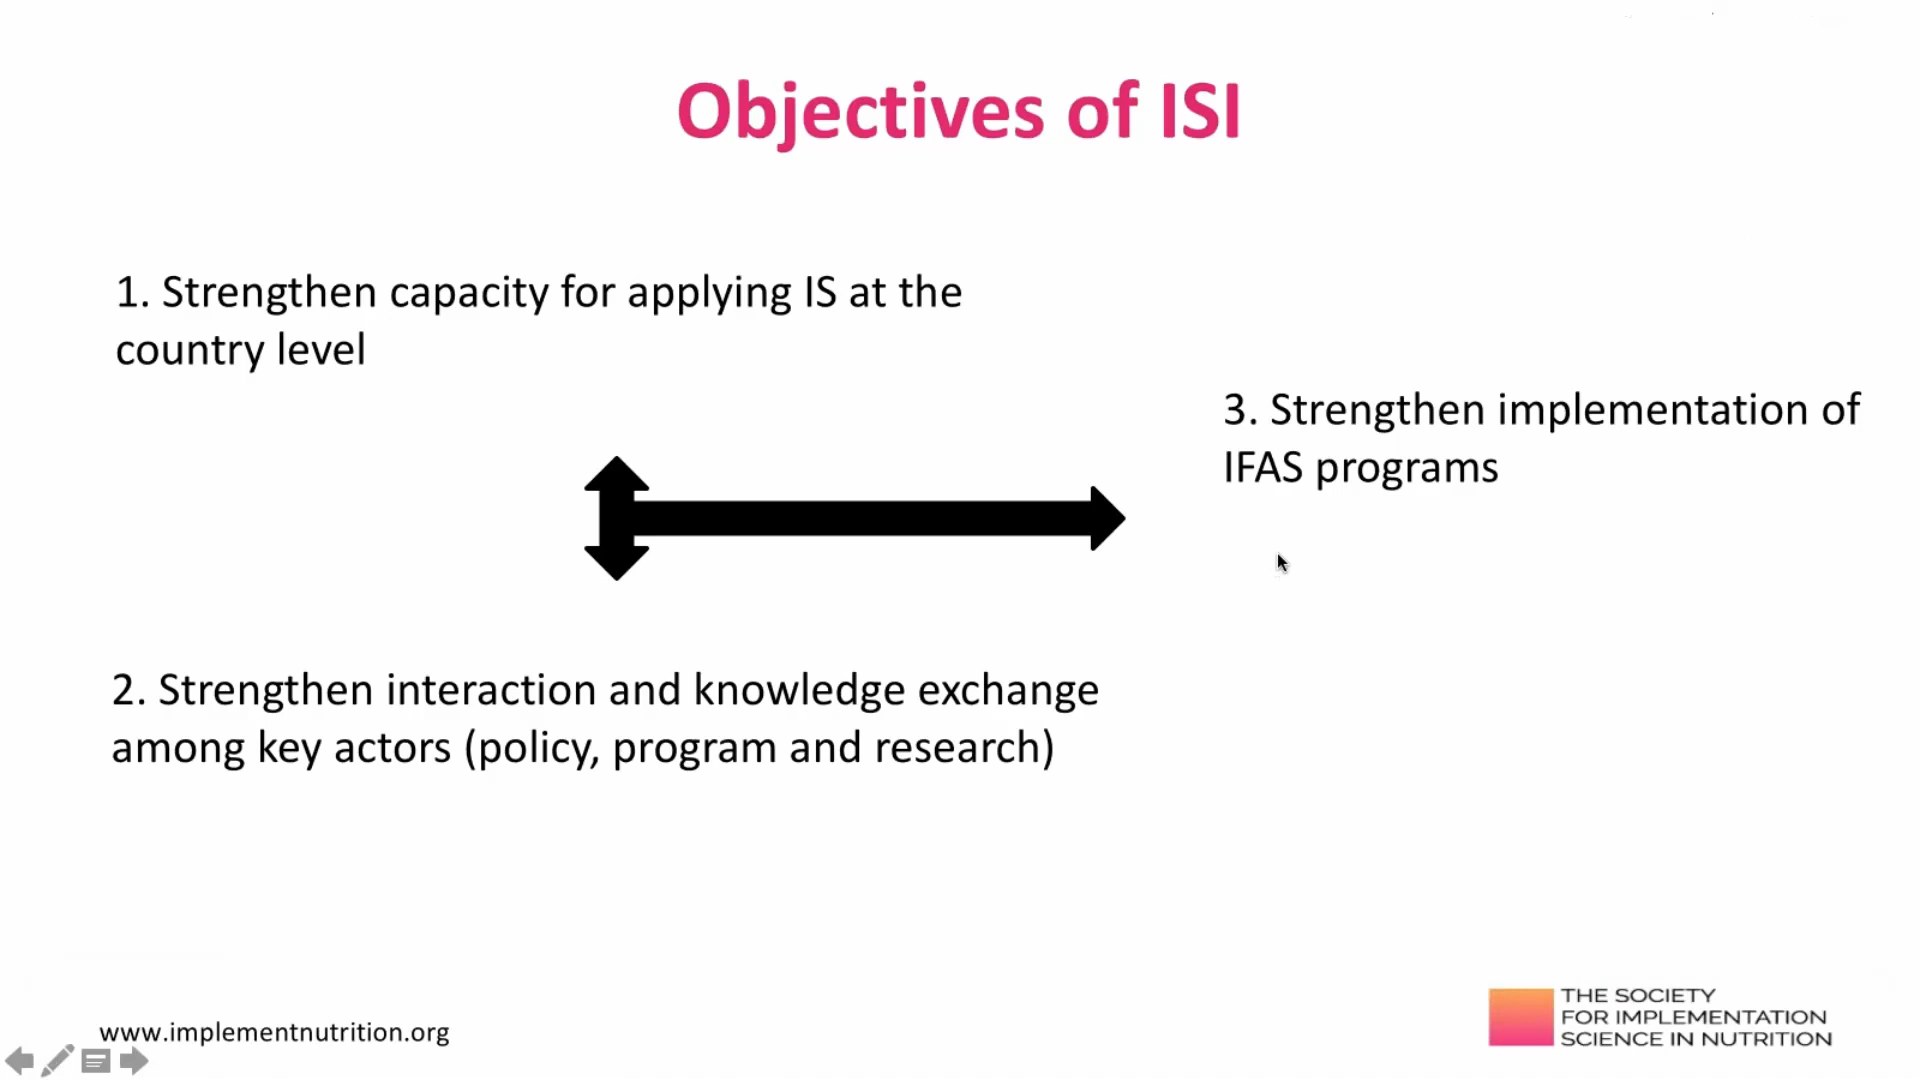 Objectives of ISI
1. Strengthen capacity for applying IS at the
country level
3. Strengthen implementation of
IFAS programs
2. Strengthen interaction and knowledge exchange
among key actors (policy, program and research)
www.implementnutrition.org
THE SOCIETY
FOR IMPLEMENTATION
SCIENCE IN NUTRITION